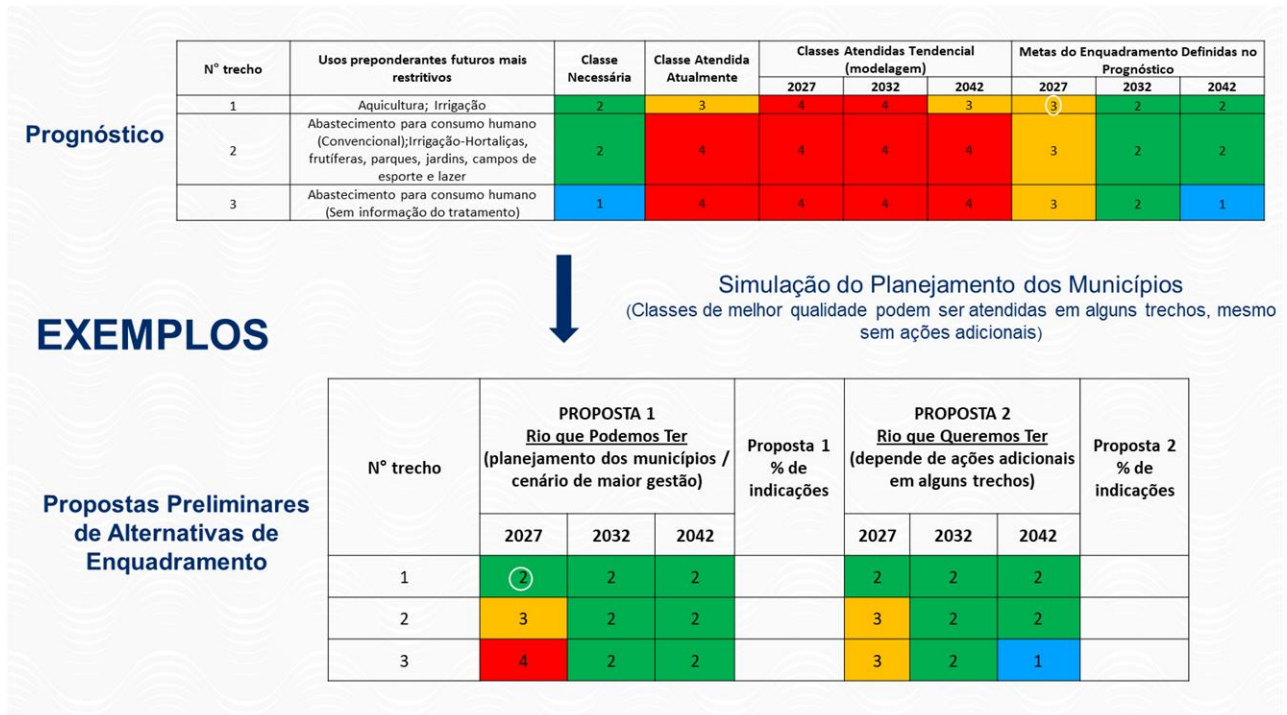 N° trecho
Usos preponderantes futuros mais restritivos
Classe Necessária
Classe Atendida Atualmente
Classes Atendidas Tendencial (modelagem)
Metas do Enquadramento Definidas no Prognóstico
2027 2032 2042 2027 2032 2042
1 Aquicultura; Irrigação 2 3 4 4 3 3 2 2
Prognóstico
2
Abastecimento para consumo humano
(Convencional);Irrigação-Hortaliças,
frutíferas, parques, jardins, campos de
esporte e lazer
2 4 4 4 4 3 2 2
3
Abastecimento para consumo humano
(Sem informação do tratamento)
1 4 4 4 4 3 2 1
Simulação do Planejamento dos Municípios
(Classes de melhor qualidade podem ser atendidas em alguns trechos, mesmo
sem ações adicionais)
EXEMPLOS
Propostas Preliminares
de Alternativas de
Enquadramento
N° trecho
PROPOSTA 1
Rio que Podemos Ter
(planejamento dos municípios /
cenário de maior gestão)
Proposta 1
% de
indicações
PROPOSTA 2
Rio que Queremos Ter
(depende de ações adicionais
em alguns trechos)
Proposta 2
% de
indicações
2027 2032 2042 2027 2032 2042
1 2 2 2 2 2 2
2 3 2 2 3 2 2
3 4 2 2 3 2 1